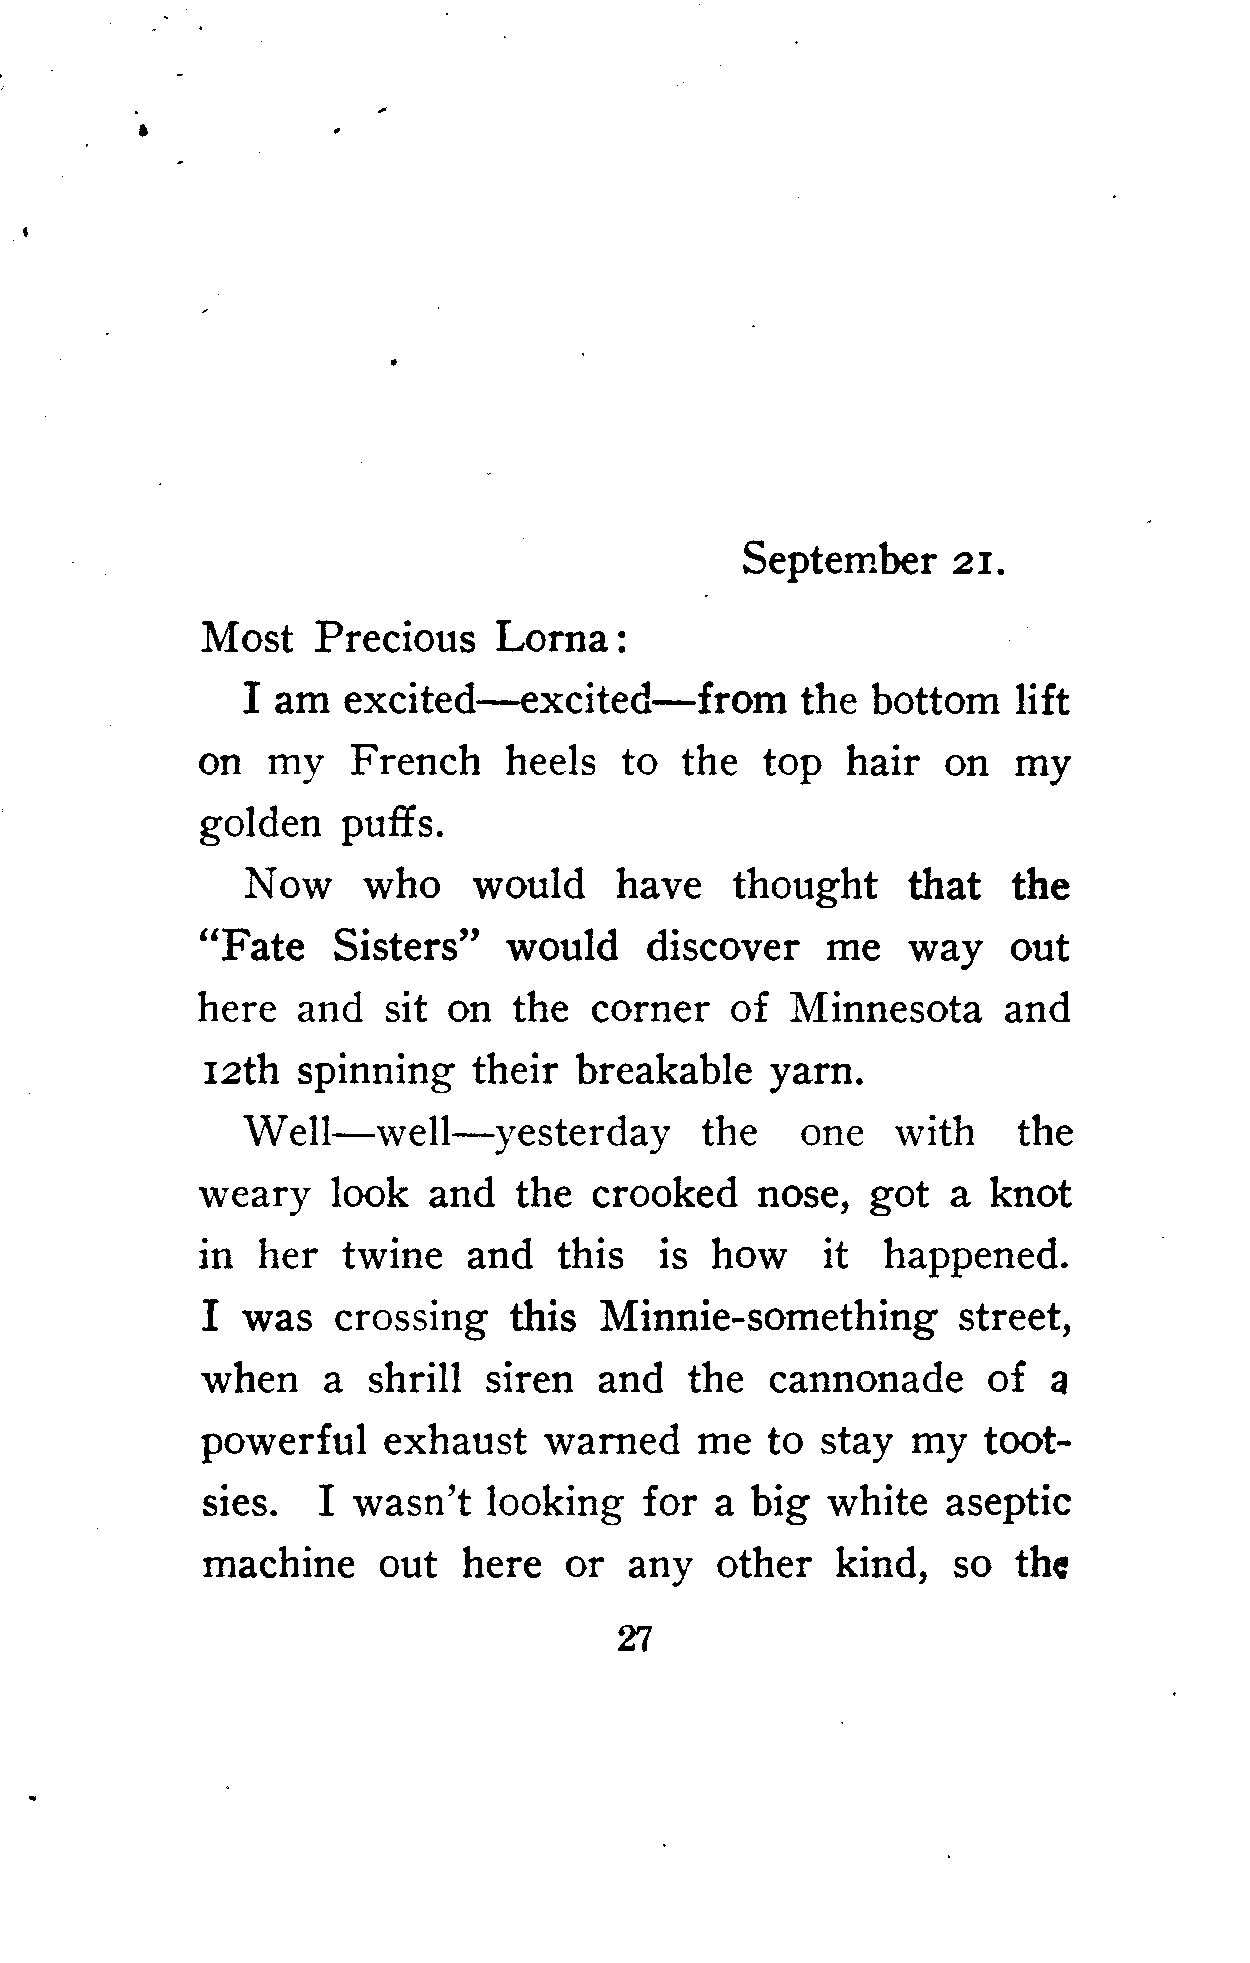 September 21.
Most Precious Lorna:
I am excited—excited—from the bottom lift
on my French heels to the top hair on my
golden puffs.
Now who would have thought that the
“Fate Sisters” would discover me way out
here and sit on the corner of Minnesota and
12th spinning their breakable yarn.
Well—well—yesterday the one with the
weary look and the crooked nose, got a knot
in her twine and this is how it happened.
I was crossing this Minnie-something street,
when a shrill siren and the cannonade of a
powerful exhaust warned me to stay my toot-
sies. I wasn't looking for a big white aseptic
machine out here or any other kind, so the
27